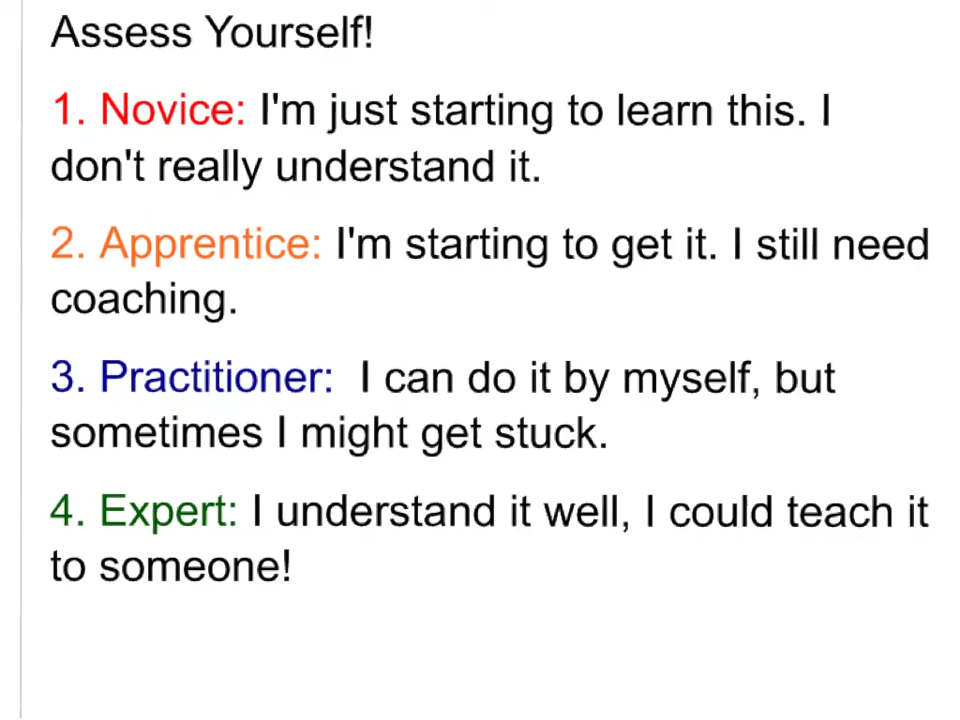 Assess Yourself!
1. Novice: I'm just starting to learn this. I
don't really understand it.
2. Apprentice: I'm starting to get it. I still need
coaching.
3. Practitioner:  I can do it by myself, but
sometimes I might get stuck.
4. Expert: I understand it well, I could teach it
to someone!